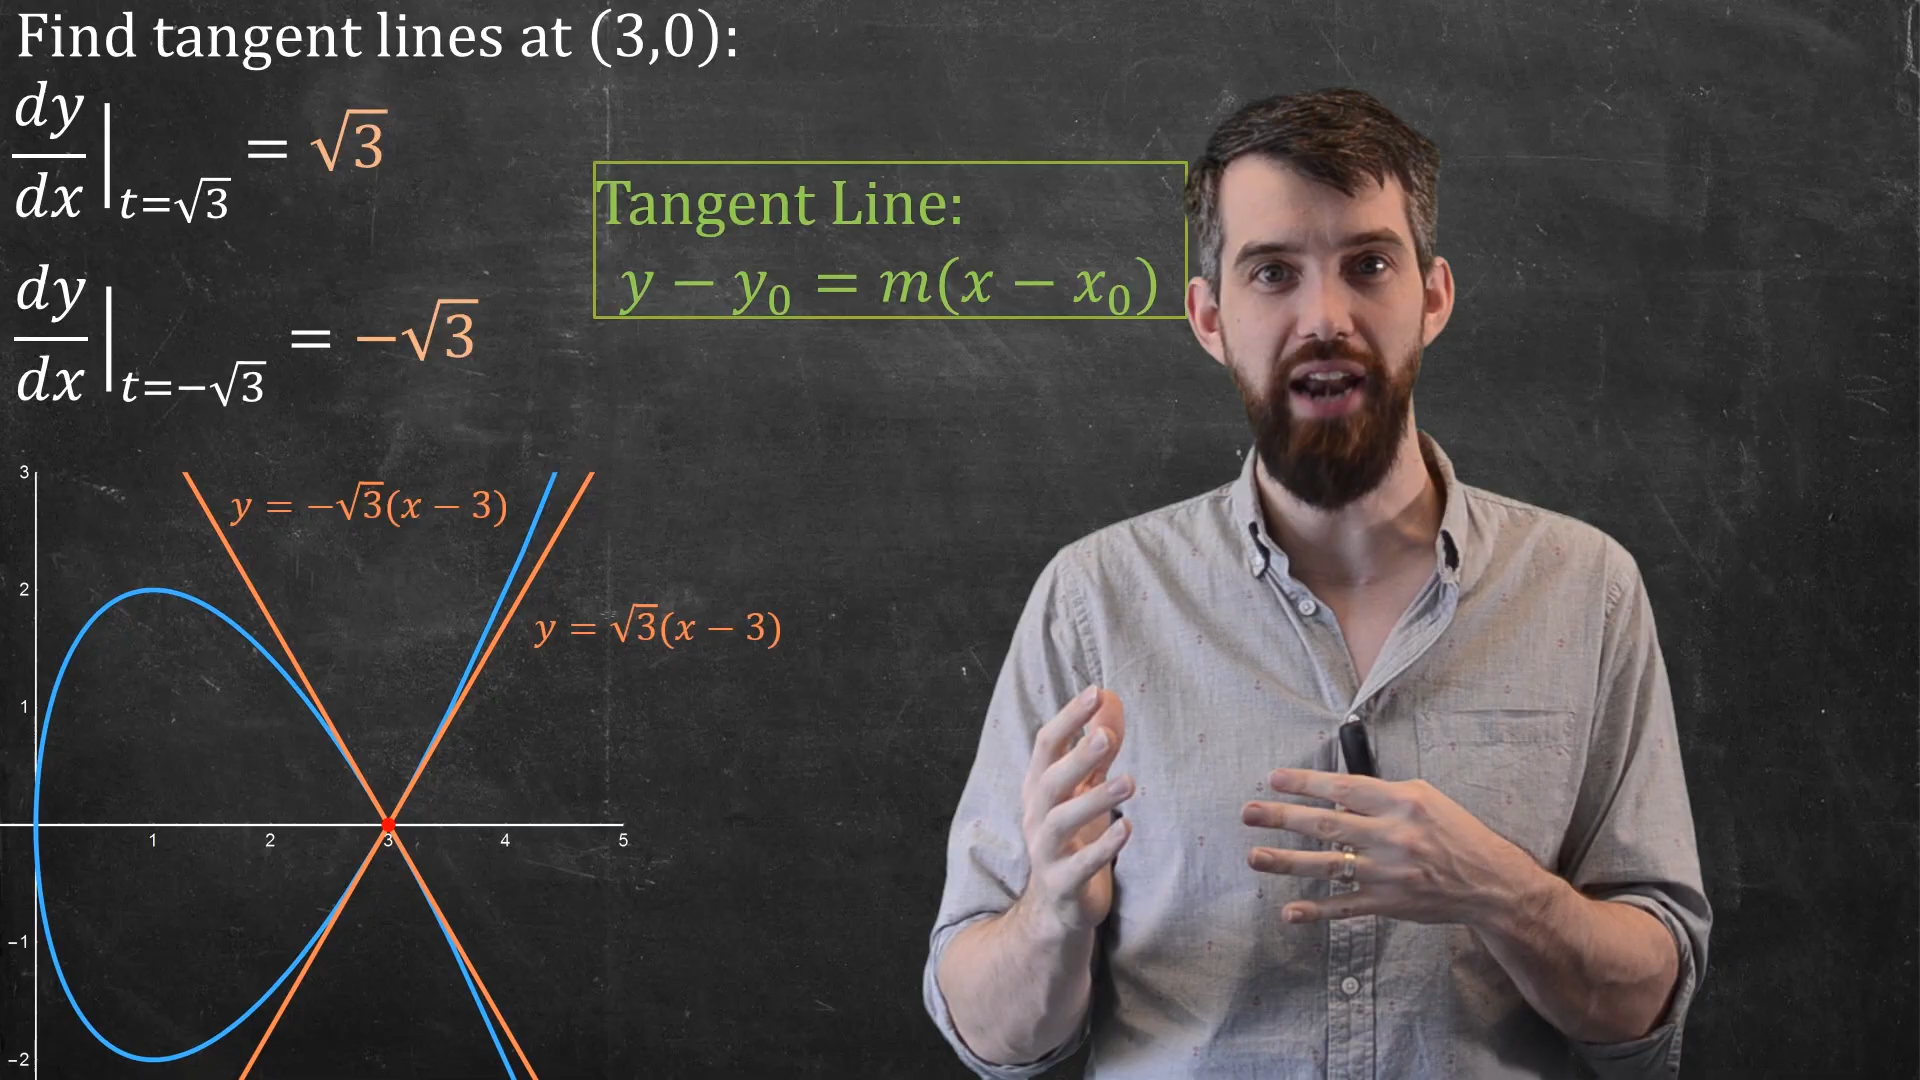 Find tangent lines at (3,0):
dy/dx |t=√3 = √3
dy/dx |t=−√3 = −√3
Tangent Line:
y − y₀ = m(x − x₀)
y = −√3(x − 3)
y = √3(x − 3)
3
2
1
−1
−2
1 2 3 4 5